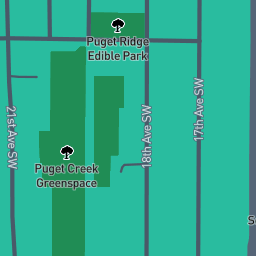 Puget Ridge
Edible Park
21st Ave SW
18th Ave SW
17th Ave SW
Puget Creek
Greenspace
S